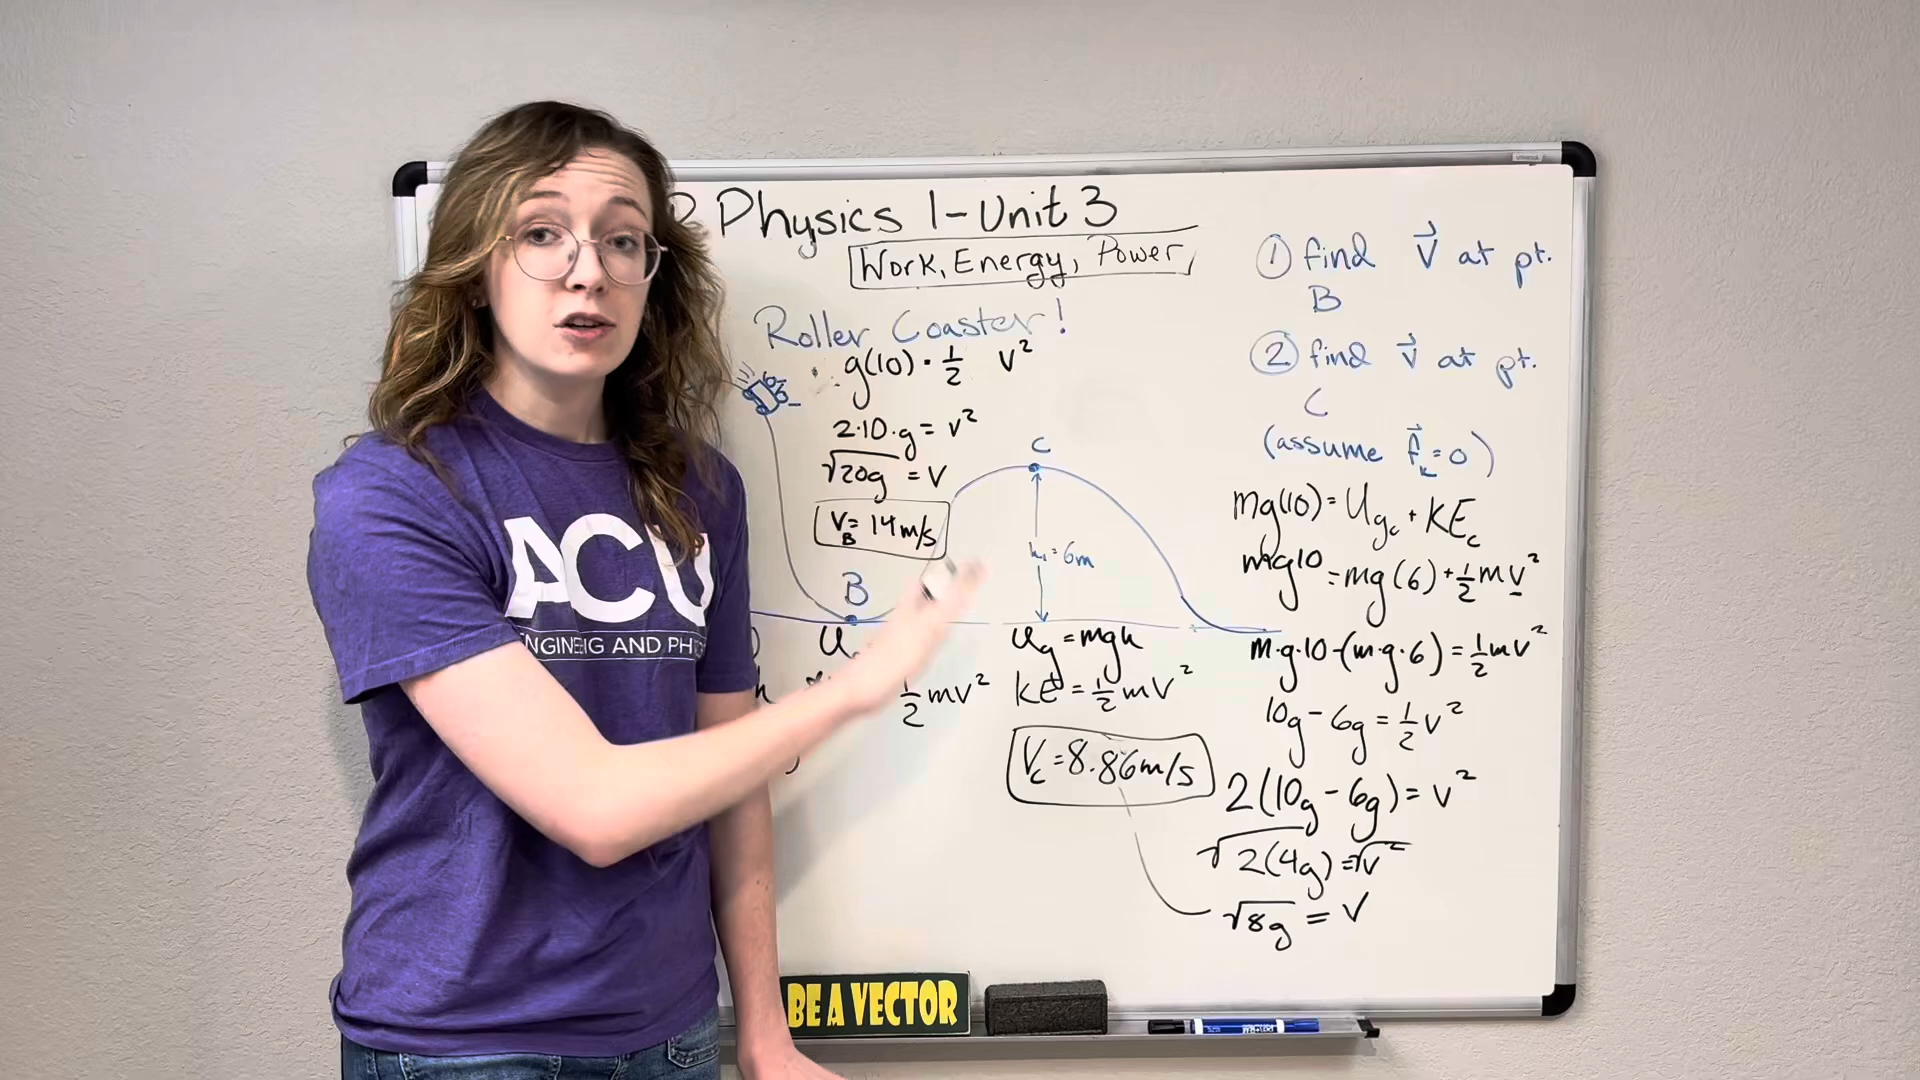 Physics 1-Unit 3
Work, Energy, Power
Roller Coaster!
g(10) · 1/2 v²
2·10·g = v²
√20g = v
v_B = 14 m/s
B
C
h = 6m
U_g = mgh
KE = 1/2 mv²
1/2 mv²
V_C = 8.86 m/s
① find v⃗ at pt.
B
② find v⃗ at pt.
C
(assume f⃗_k = 0)
mg(10) = U_gc + KE_c
mg10 = mg(6) + 1/2 mv²
m·g·10 - (m·g·6) = 1/2 mv²
10g - 6g = 1/2 v²
2(10g - 6g) = v²
√2(4g) = √v²
√8g = v
ACU
BE A VECTOR